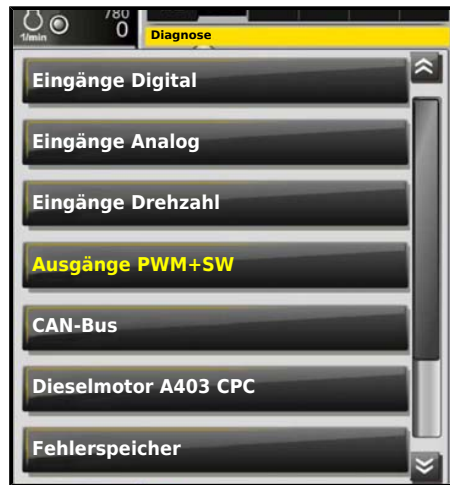 780
1/min 0
Diagnose
Eingänge Digital
Eingänge Analog
Eingänge Drehzahl
Ausgänge PWM+SW
CAN-Bus
Dieselmotor A403 CPC
Fehlerspeicher